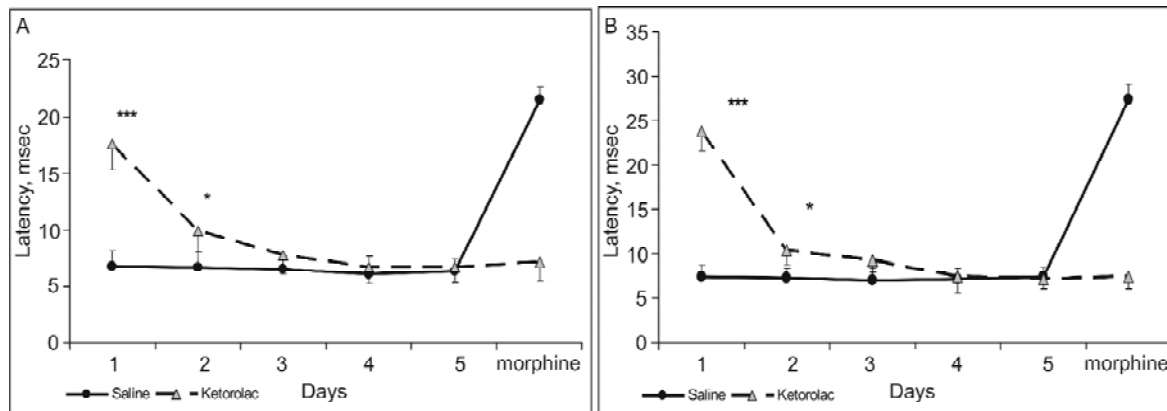 A
Latency, msec
25
20
15
10
5
0
***
*
1 2 3 4 5 morphine
Days
Saline Ketorolac
B
Latency, msec
35
30
25
20
15
10
5
0
***
*
1 2 3 4 5 morphine
Days
Saline Ketorolac